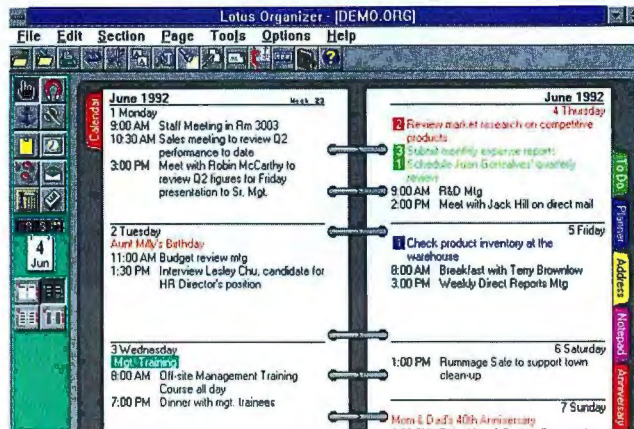 Lotus Organizer - [DEMO.ORG]
File Edit Section Page Tools Options Help
Calendar
June 1992 Week 23
1 Monday
9:00 AM Staff Meeting in Rm 3003
10:30 AM Sales meeting to review Q2
performance to date
3:00 PM Meet with Robin McCarthy to
review Q2 figures for Friday
presentation to Sr. Mgt.
2 Tuesday
Aunt Milly's Birthday
11:00 AM Budget review mtg
1:30 PM Interview Lesley Chu, candidate for
HR Director's position
3 Wednesday
Mgt. Training
8:00 AM Off-site Management Training
Course all day
7:00 PM Dinner with mgt. trainees
June 1992
4 Thursday
2 Review market research on competitive
products
3 Submit monthly expense reports
1 Schedule Juan Gonzalves' quarterly
review
9:00 AM R&D Mtg
2:00 PM Meet with Jack Hill on direct mail
5 Friday
1 Check product inventory at the
warehouse
8:00 AM Breakfast with Terry Brownlow
3:00 PM Weekly Direct Reports Mtg
6 Saturday
1:00 PM Rummage Sale to support town
clean-up
7 Sunday
Mom & Dad's 40th Anniversary
To Do
Planner
Address
Notepad
Anniversary
4
Jun